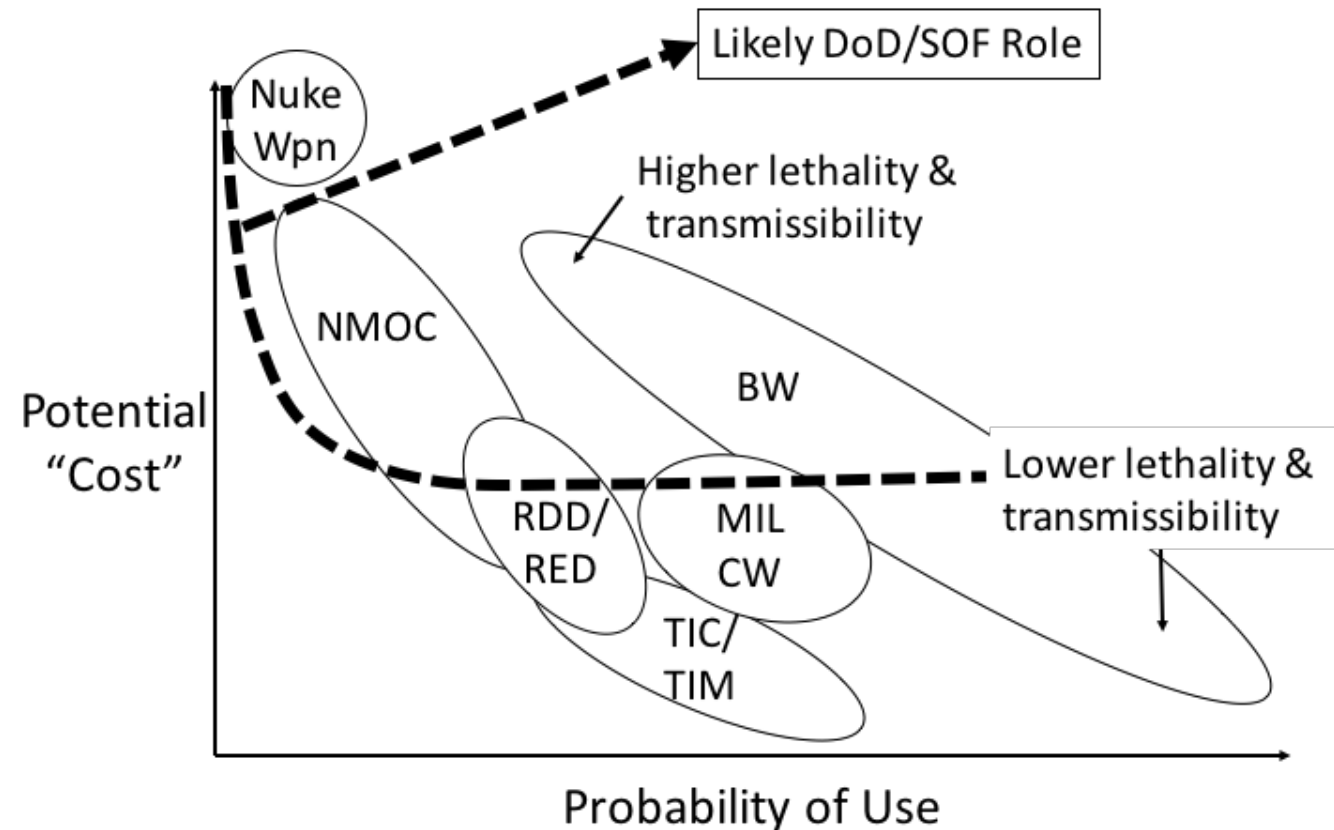 Likely DoD/SOF Role
Nuke
Wpn
Higher lethality &
transmissibility
NMOC
BW
Potential
“Cost”
Lower lethality &
transmissibility
RDD/
RED
MIL
CW
TIC/
TIM
Probability of Use